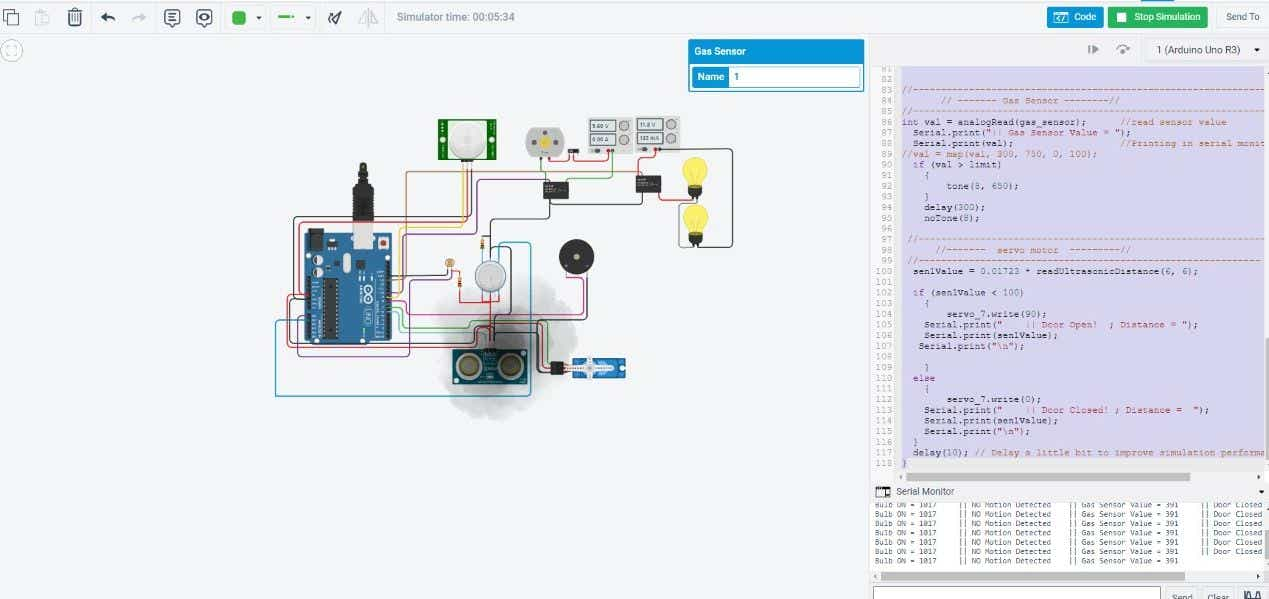 Simulator time: 00:05:34
Code
Stop Simulation
Send To
Gas Sensor
Name 1
1 (Arduino Uno R3)
81
82
83 //----------------------------------------------------------------
84 // ------- Gas Sensor --------//
85 //----------------------------------------------------------------
86 int val = analogRead(gas_sensor); //read sensor value
87 Serial.print("|| Gas Sensor Value = ");
88 Serial.print(val); //Printing in serial monit
89 //val = map(val, 300, 750, 0, 100);
90 if (val > limit)
91 {
92 tone(8, 650);
93 }
94 delay(300);
95 noTone(8);
96
97 //----------------------------------------------------------------
98 //------- servo motor ---------//
99 //----------------------------------------------------------------
100 sen1Value = 0.01723 * readUltrasonicDistance(6, 6);
101
102 if (sen1Value < 100)
103 {
104 servo_7.write(90);
105 Serial.print(" || Door Open! ; Distance = ");
106 Serial.print(sen1Value);
107 Serial.print("\n");
108
109 }
110 else
111 {
112 servo_7.write(0);
113 Serial.print(" || Door Closed! ; Distance = ");
114 Serial.print(sen1Value);
115 Serial.print("\n");
116 }
117 delay(10); // Delay a little bit to improve simulation performa
118 }
Serial Monitor
Bulb ON = 1017 || NO Motion Detected || Gas Sensor Value = 391 || Door Closed
Bulb ON = 1017 || NO Motion Detected || Gas Sensor Value = 391 || Door Closed
Bulb ON = 1017 || NO Motion Detected || Gas Sensor Value = 391 || Door Closed
Bulb ON = 1017 || NO Motion Detected || Gas Sensor Value = 391 || Door Closed
Bulb ON = 1017 || NO Motion Detected || Gas Sensor Value = 391 || Door Closed
Bulb ON = 1017 || NO Motion Detected || Gas Sensor Value = 391 || Door Closed
Bulb ON = 1017 || NO Motion Detected || Gas Sensor Value = 391
Send
Clear